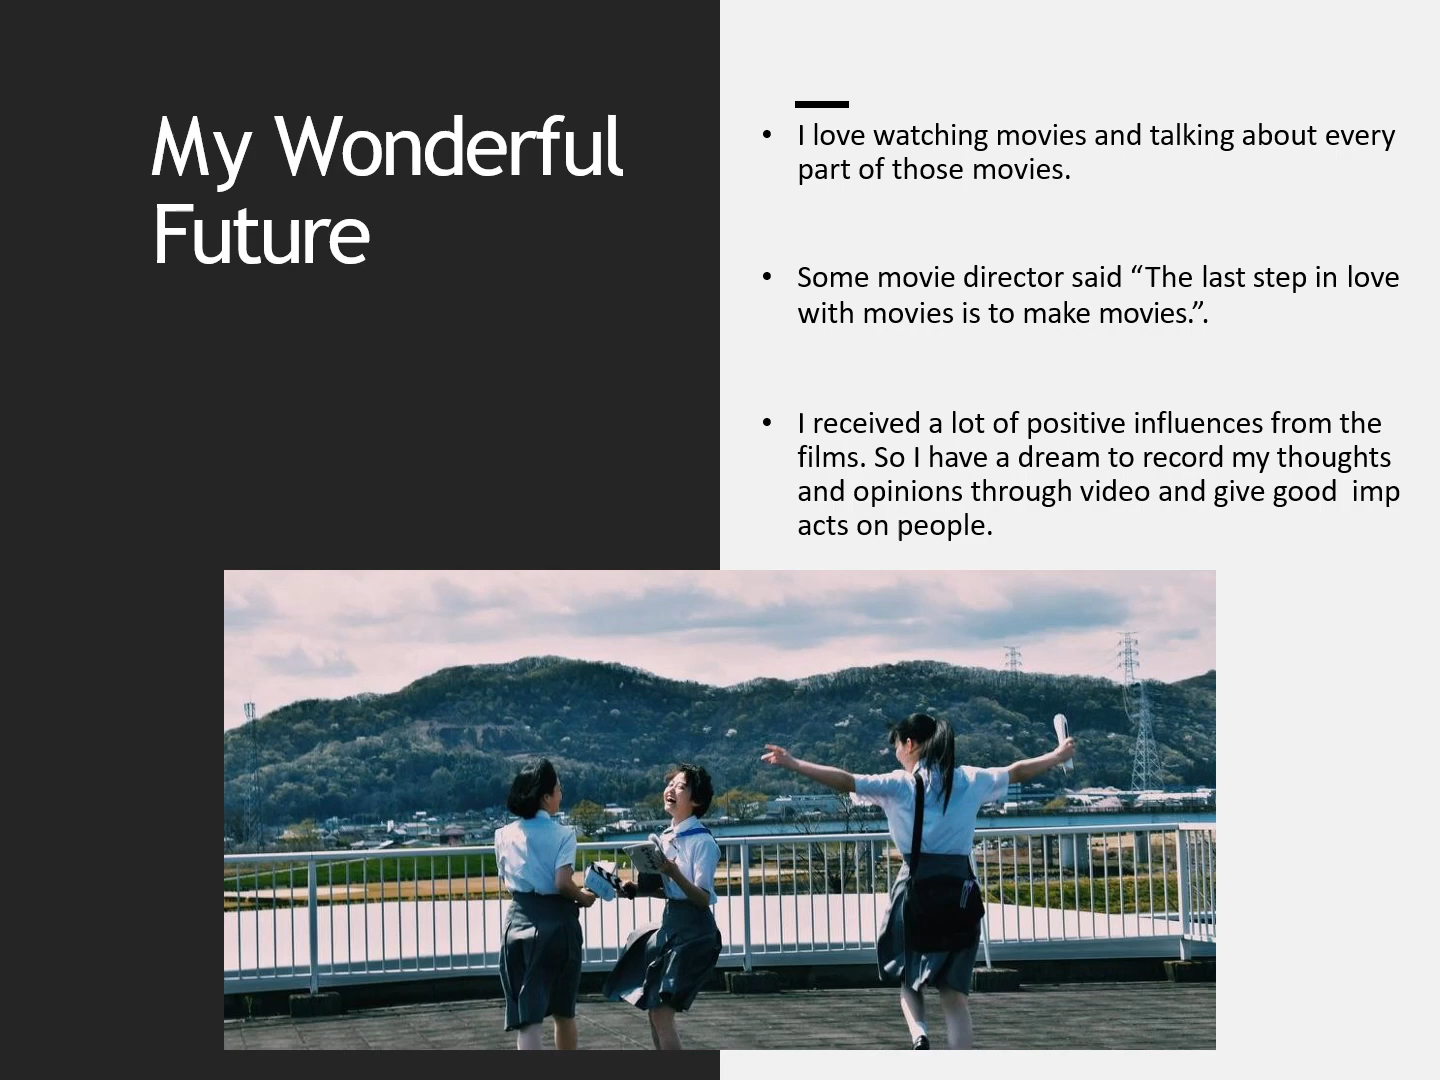 My Wonderful
Future
• I love watching movies and talking about every
part of those movies.
• Some movie director said “The last step in love
with movies is to make movies.”.
• I received a lot of positive influences from the
films. So I have a dream to record my thoughts
and opinions through video and give good  imp
acts on people.